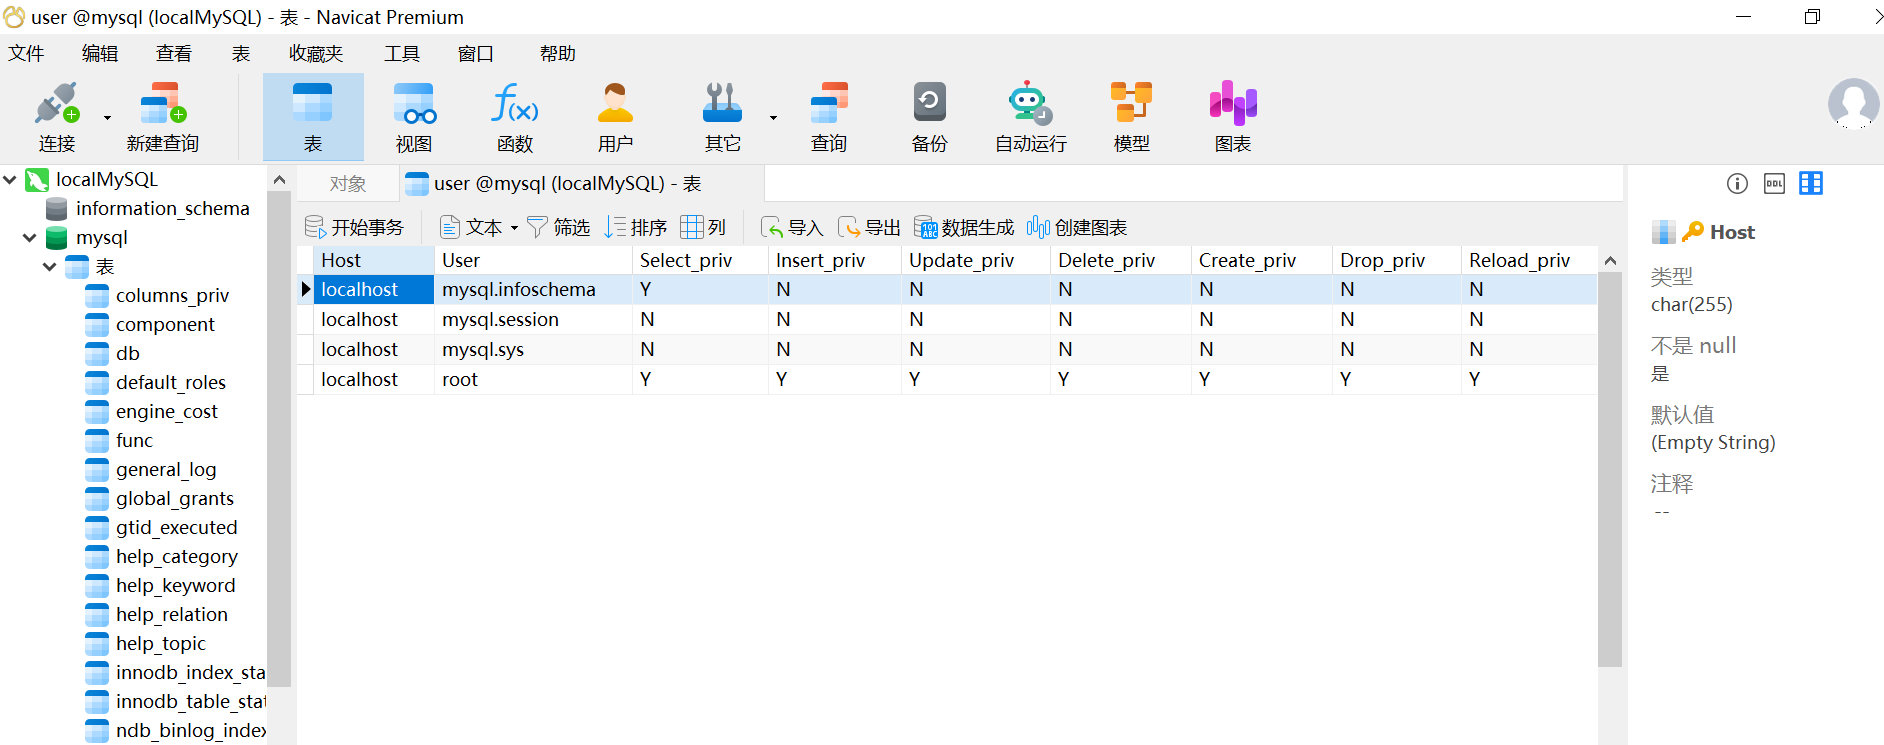 user @mysql (localMySQL) - 表 - Navicat Premium
文件 编辑 查看 表 收藏夹 工具 窗口 帮助
连接 新建查询 表 视图 函数 用户 其它 查询 备份 自动运行 模型 图表
localMySQL
information_schema
mysql
表
columns_priv
component
db
default_roles
engine_cost
func
general_log
global_grants
gtid_executed
help_category
help_keyword
help_relation
help_topic
innodb_index_sta
innodb_table_stat
ndb_binlog_index
对象 user @mysql (localMySQL) - 表
开始事务 文本 筛选 排序 列 导入 导出 数据生成 创建图表
Host User Select_priv Insert_priv Update_priv Delete_priv Create_priv Drop_priv Reload_priv
localhost mysql.infoschema Y N N N N N N
localhost mysql.session N N N N N N N
localhost mysql.sys N N N N N N N
localhost root Y Y Y Y Y Y Y
DDL
Host
类型
char(255)
不是 null
是
默认值
(Empty String)
注释
--